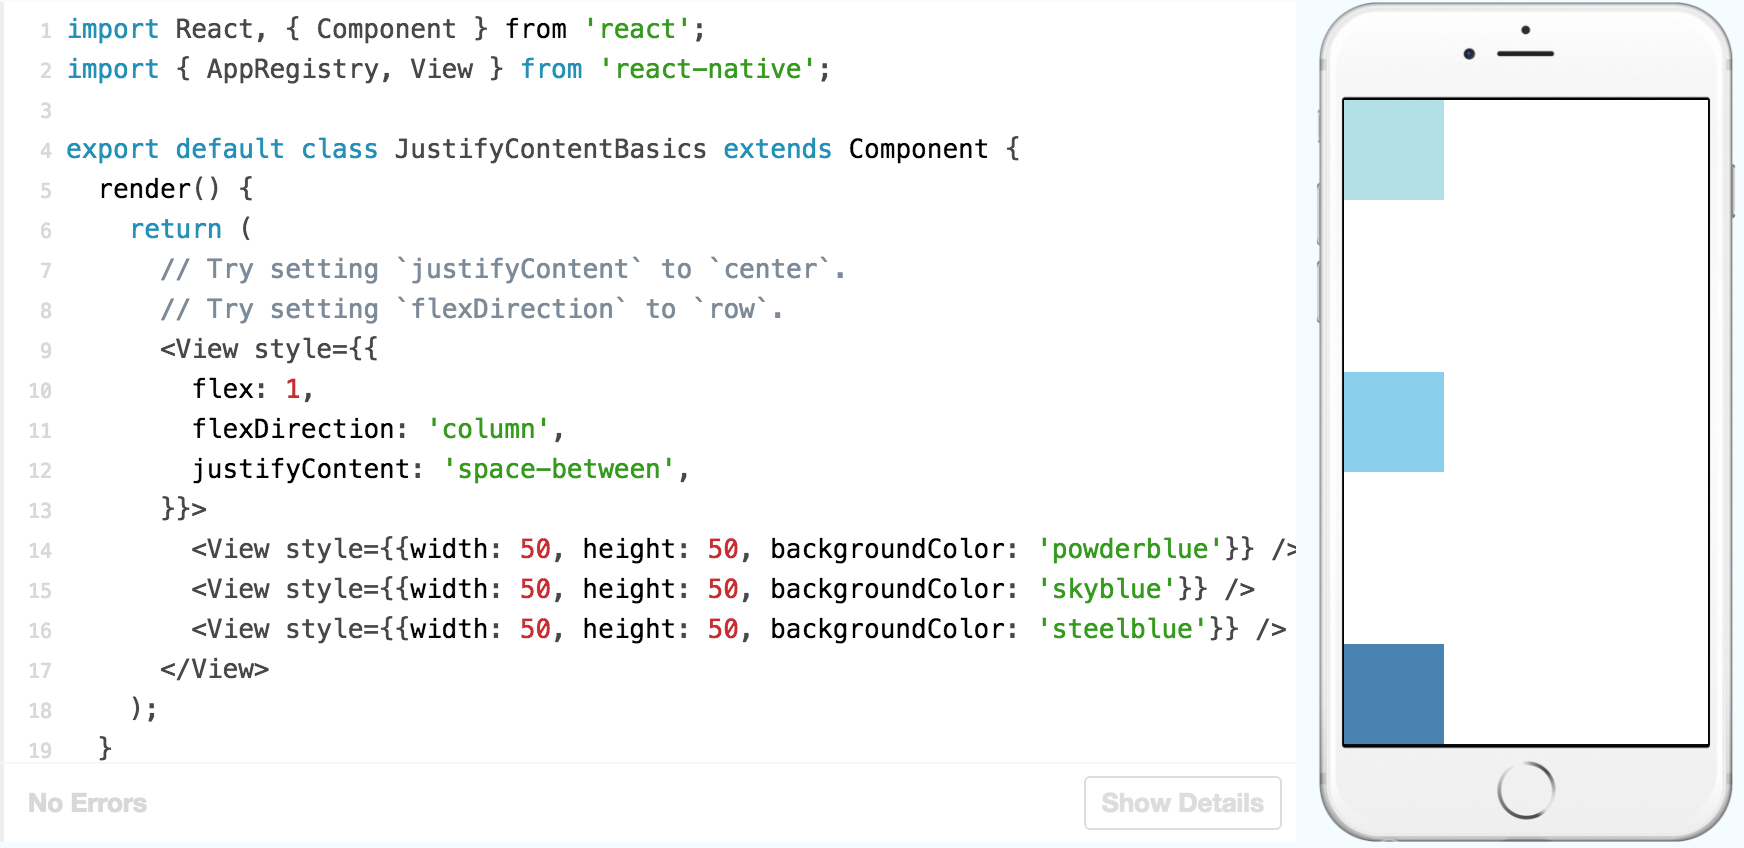 1 import React, { Component } from 'react';
2 import { AppRegistry, View } from 'react-native';
3
4 export default class JustifyContentBasics extends Component {
5   render() {
6     return (
7       // Try setting `justifyContent` to `center`.
8       // Try setting `flexDirection` to `row`.
9       <View style={{
10         flex: 1,
11         flexDirection: 'column',
12         justifyContent: 'space-between',
13       }}>
14         <View style={{width: 50, height: 50, backgroundColor: 'powderblue'}} />
15         <View style={{width: 50, height: 50, backgroundColor: 'skyblue'}} />
16         <View style={{width: 50, height: 50, backgroundColor: 'steelblue'}} />
17       </View>
18     );
19   }
No Errors
Show Details